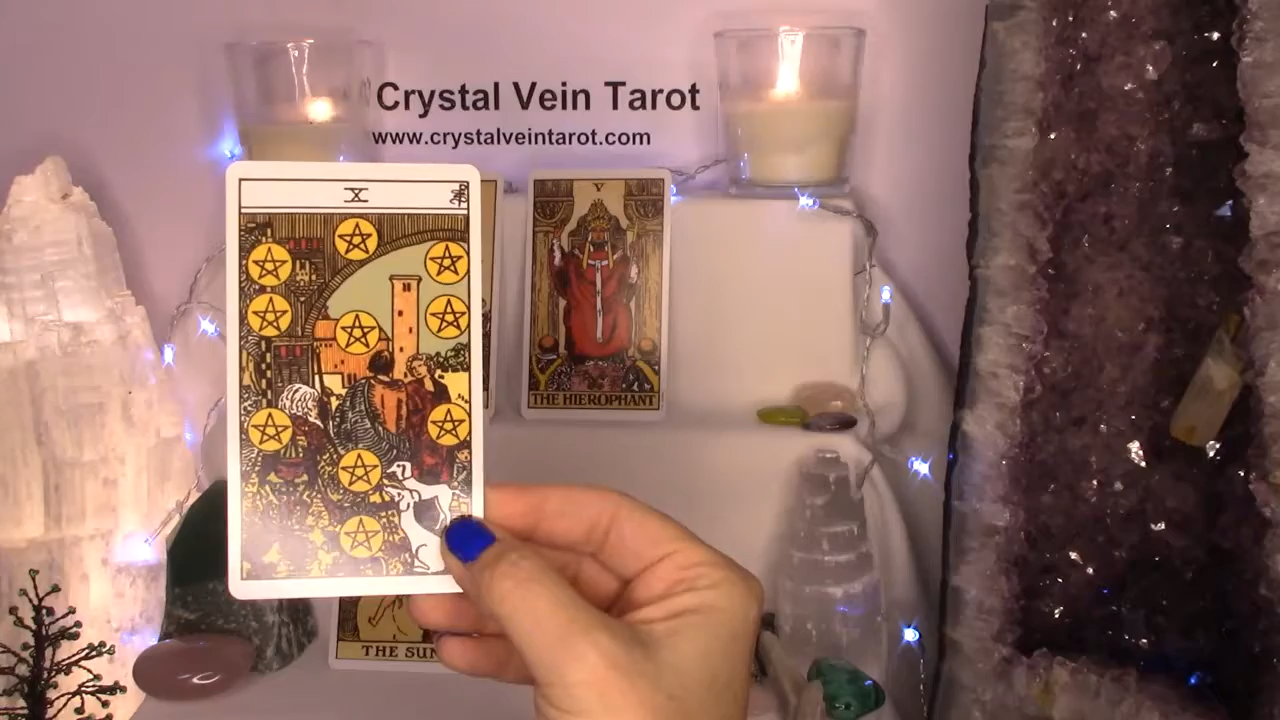 Crystal Vein Tarot
www.crystalveintarot.com
X
V
THE HIEROPHANT
THE SUN